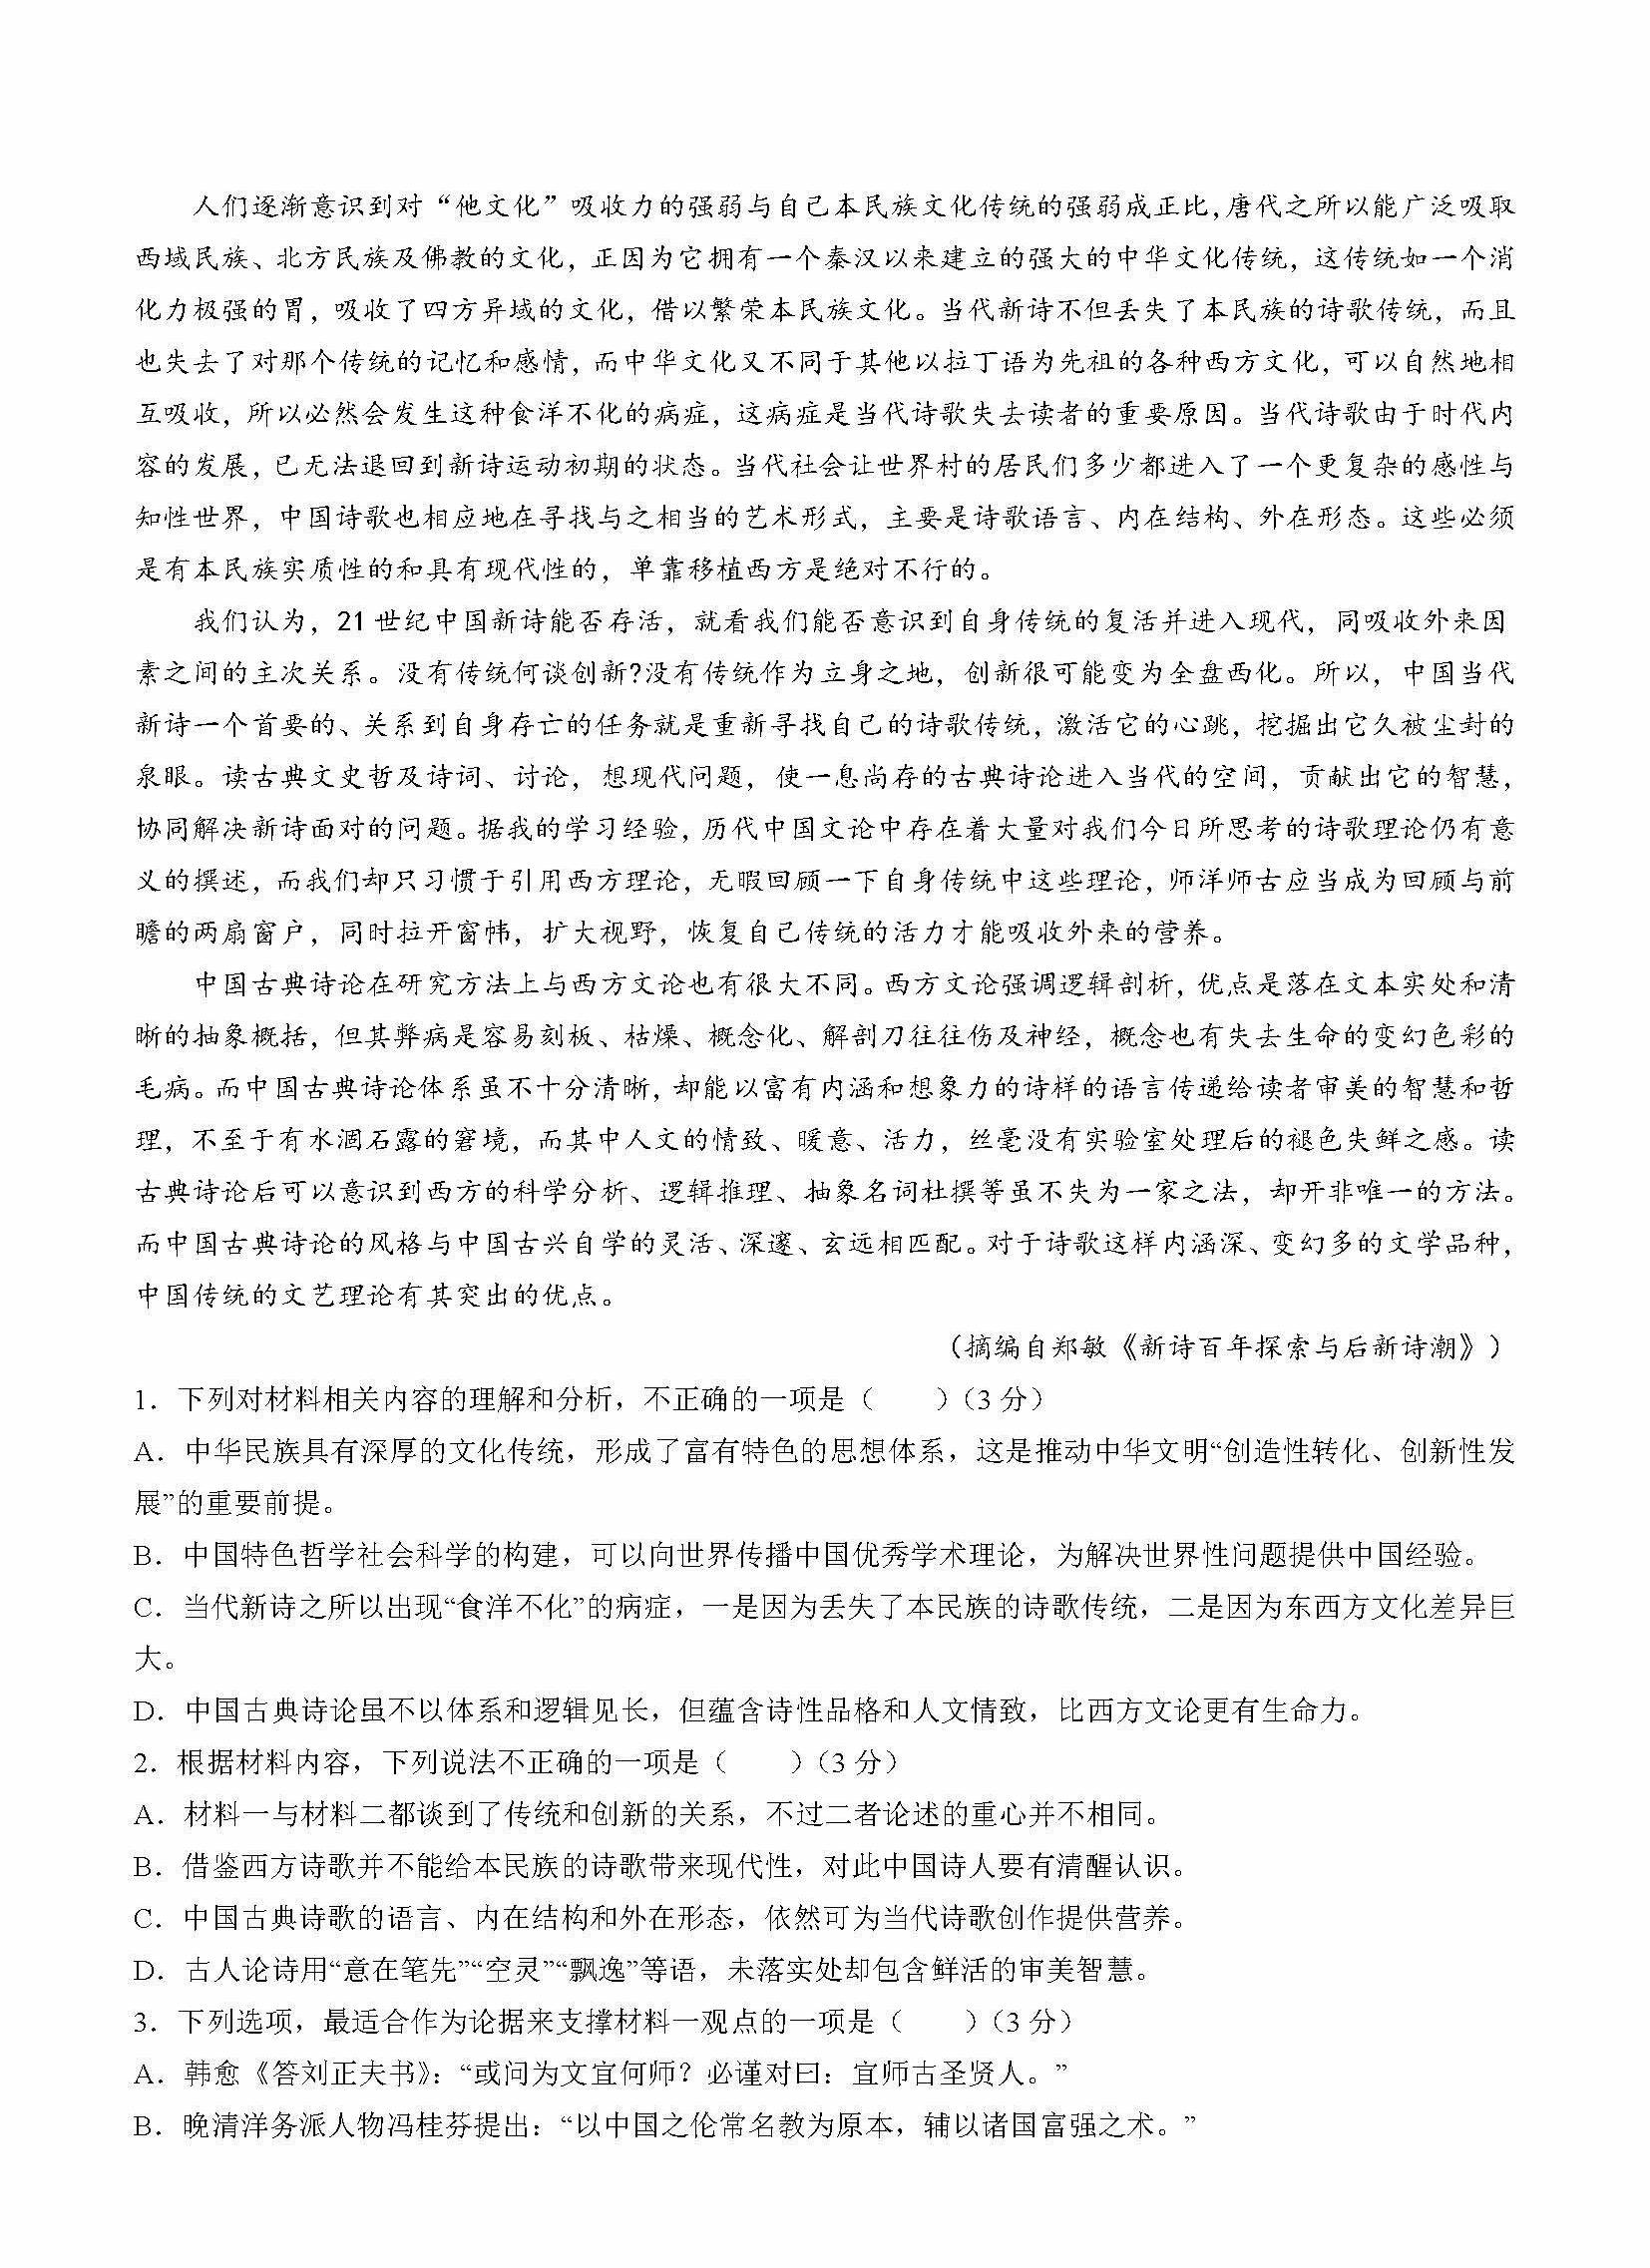 人们逐渐意识到对“他文化”吸收力的强弱与自己本民族文化传统的强弱成正比,唐代之所以能广泛吸取
西域民族、北方民族及佛教的文化，正因为它拥有一个秦汉以来建立的强大的中华文化传统，这传统如一个消
化力极强的胃，吸收了四方异域的文化，借以繁荣本民族文化。当代新诗不但丢失了本民族的诗歌传统，而且
也失去了对那个传统的记忆和感情，而中华文化又不同于其他以拉丁语为先祖的各种西方文化，可以自然地相
互吸收，所以必然会发生这种食洋不化的病症，这病症是当代诗歌失去读者的重要原因。当代诗歌由于时代内
容的发展，已无法退回到新诗运动初期的状态。当代社会让世界村的居民们多少都进入了一个更复杂的感性与
知性世界，中国诗歌也相应地在寻找与之相当的艺术形式，主要是诗歌语言、内在结构、外在形态。这些必须
是有本民族实质性的和具有现代性的，单靠移植西方是绝对不行的。
我们认为，21 世纪中国新诗能否存活，就看我们能否意识到自身传统的复活并进入现代，同吸收外来因
素之间的主次关系。没有传统何谈创新?没有传统作为立身之地，创新很可能变为全盘西化。所以，中国当代
新诗一个首要的、关系到自身存亡的任务就是重新寻找自己的诗歌传统，激活它的心跳，挖掘出它久被尘封的
泉眼。读古典文史哲及诗词、讨论，想现代问题，使一息尚存的古典诗论进入当代的空间，贡献出它的智慧，
协同解决新诗面对的问题。据我的学习经验，历代中国文论中存在着大量对我们今日所思考的诗歌理论仍有意
义的撰述，而我们却只习惯于引用西方理论，无暇回顾一下自身传统中这些理论，师洋师古应当成为回顾与前
瞻的两扇窗户，同时拉开窗帏，扩大视野，恢复自己传统的活力才能吸收外来的营养。
中国古典诗论在研究方法上与西方文论也有很大不同。西方文论强调逻辑剖析，优点是落在文本实处和清
晰的抽象概括，但其弊病是容易刻板、枯燥、概念化、解剖刀往往伤及神经，概念也有失去生命的变幻色彩的
毛病。而中国古典诗论体系虽不十分清晰，却能以富有内涵和想象力的诗样的语言传递给读者审美的智慧和哲
理，不至于有水涸石露的窘境，而其中人文的情致、暖意、活力，丝毫没有实验室处理后的褪色失鲜之感。读
古典诗论后可以意识到西方的科学分析、逻辑推理、抽象名词杜撰等虽不失为一家之法，却开非唯一的方法。
而中国古典诗论的风格与中国古兴自学的灵活、深邃、玄远相匹配。对于诗歌这样内涵深、变幻多的文学品种，
中国传统的文艺理论有其突出的优点。
（摘编自郑敏《新诗百年探索与后新诗潮》）
1．下列对材料相关内容的理解和分析，不正确的一项是（　　）（3 分）
A．中华民族具有深厚的文化传统，形成了富有特色的思想体系，这是推动中华文明“创造性转化、创新性发
展”的重要前提。
B．中国特色哲学社会科学的构建，可以向世界传播中国优秀学术理论，为解决世界性问题提供中国经验。
C．当代新诗之所以出现“食洋不化”的病症，一是因为丢失了本民族的诗歌传统，二是因为东西方文化差异巨
大。
D．中国古典诗论虽不以体系和逻辑见长，但蕴含诗性品格和人文情致，比西方文论更有生命力。
2．根据材料内容，下列说法不正确的一项是（　　）（3 分）
A．材料一与材料二都谈到了传统和创新的关系，不过二者论述的重心并不相同。
B．借鉴西方诗歌并不能给本民族的诗歌带来现代性，对此中国诗人要有清醒认识。
C．中国古典诗歌的语言、内在结构和外在形态，依然可为当代诗歌创作提供营养。
D．古人论诗用“意在笔先”“空灵”“飘逸”等语，未落实处却包含鲜活的审美智慧。
3．下列选项，最适合作为论据来支撑材料一观点的一项是（　　）（3 分）
A．韩愈《答刘正夫书》：“或问为文宜何师？必谨对曰：宜师古圣贤人。”
B．晚清洋务派人物冯桂芬提出：“以中国之伦常名教为原本，辅以诸国富强之术。”